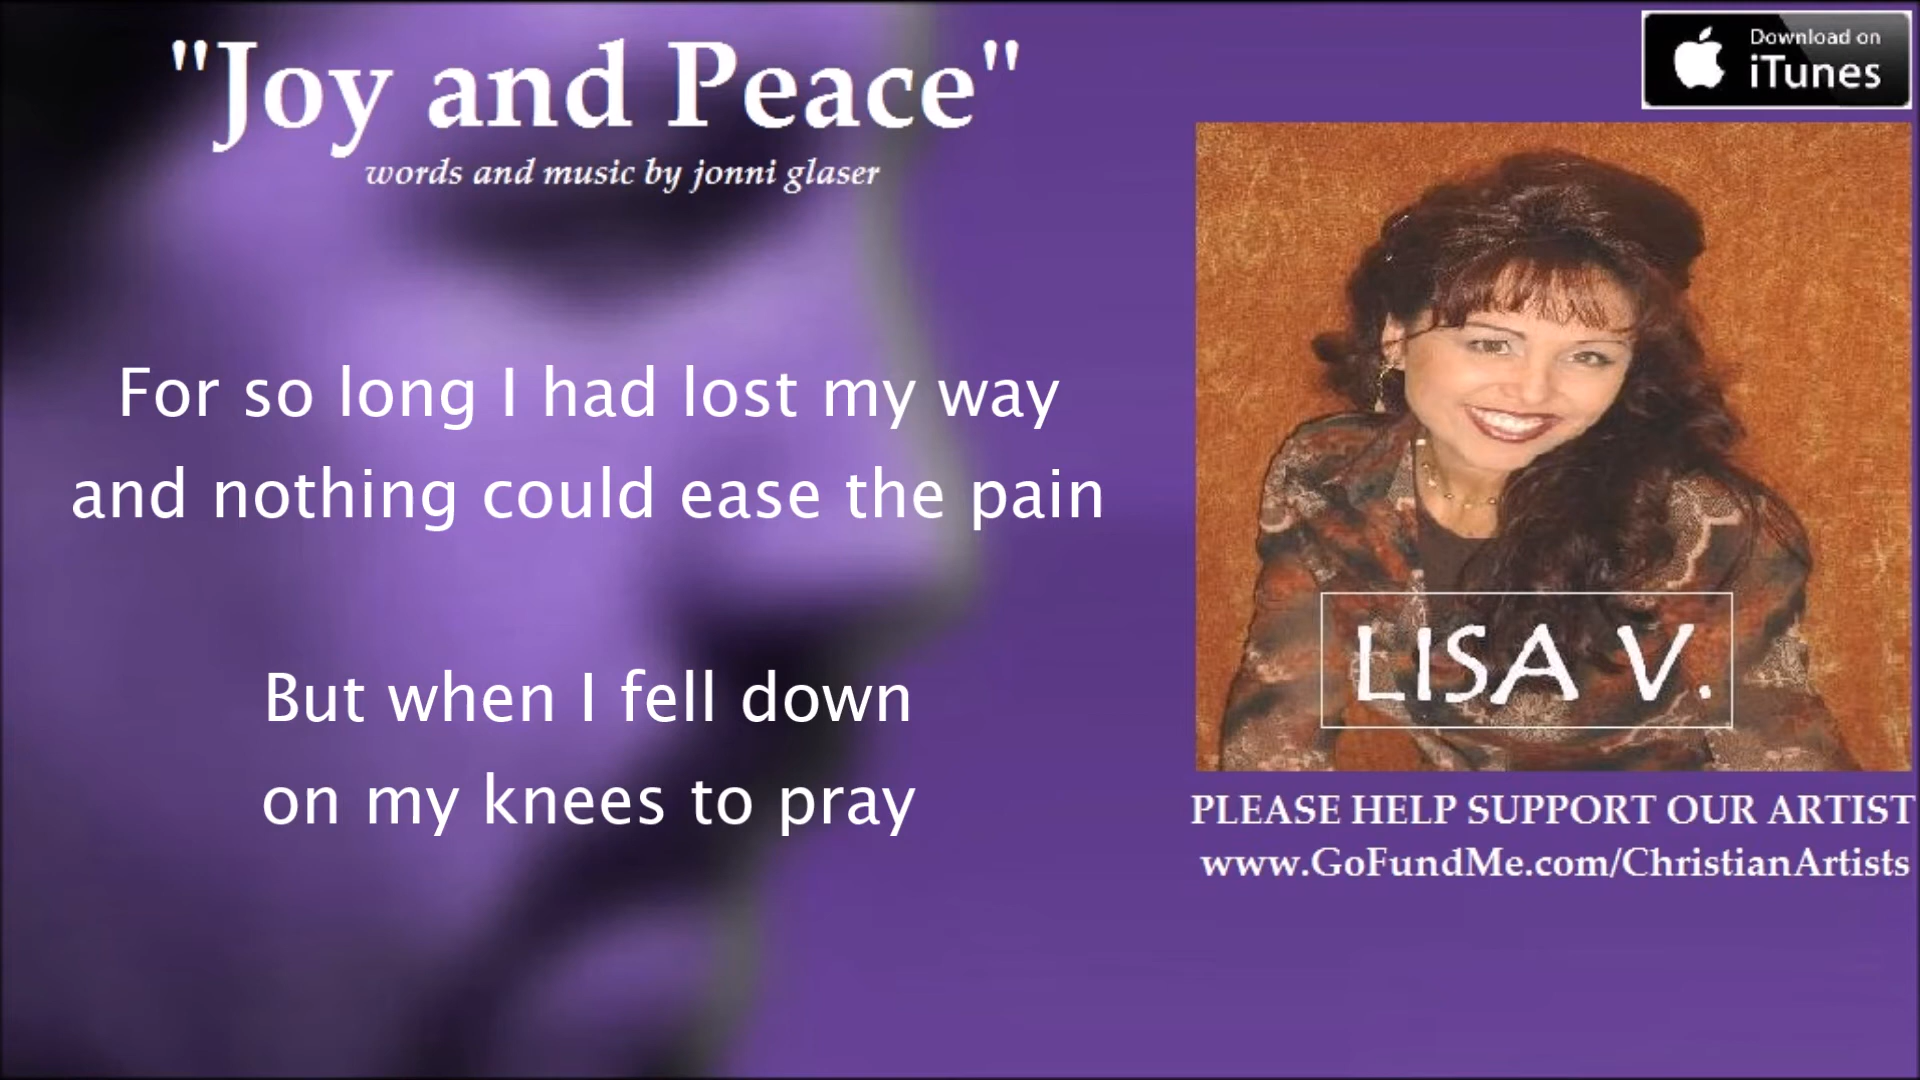 "Joy and Peace"
words and music by jonni glaser
For so long I had lost my way
and nothing could ease the pain
But when I fell down
on my knees to pray
Download on
iTunes
LISA V.
PLEASE HELP SUPPORT OUR ARTIST
www.GoFundMe.com/ChristianArtists